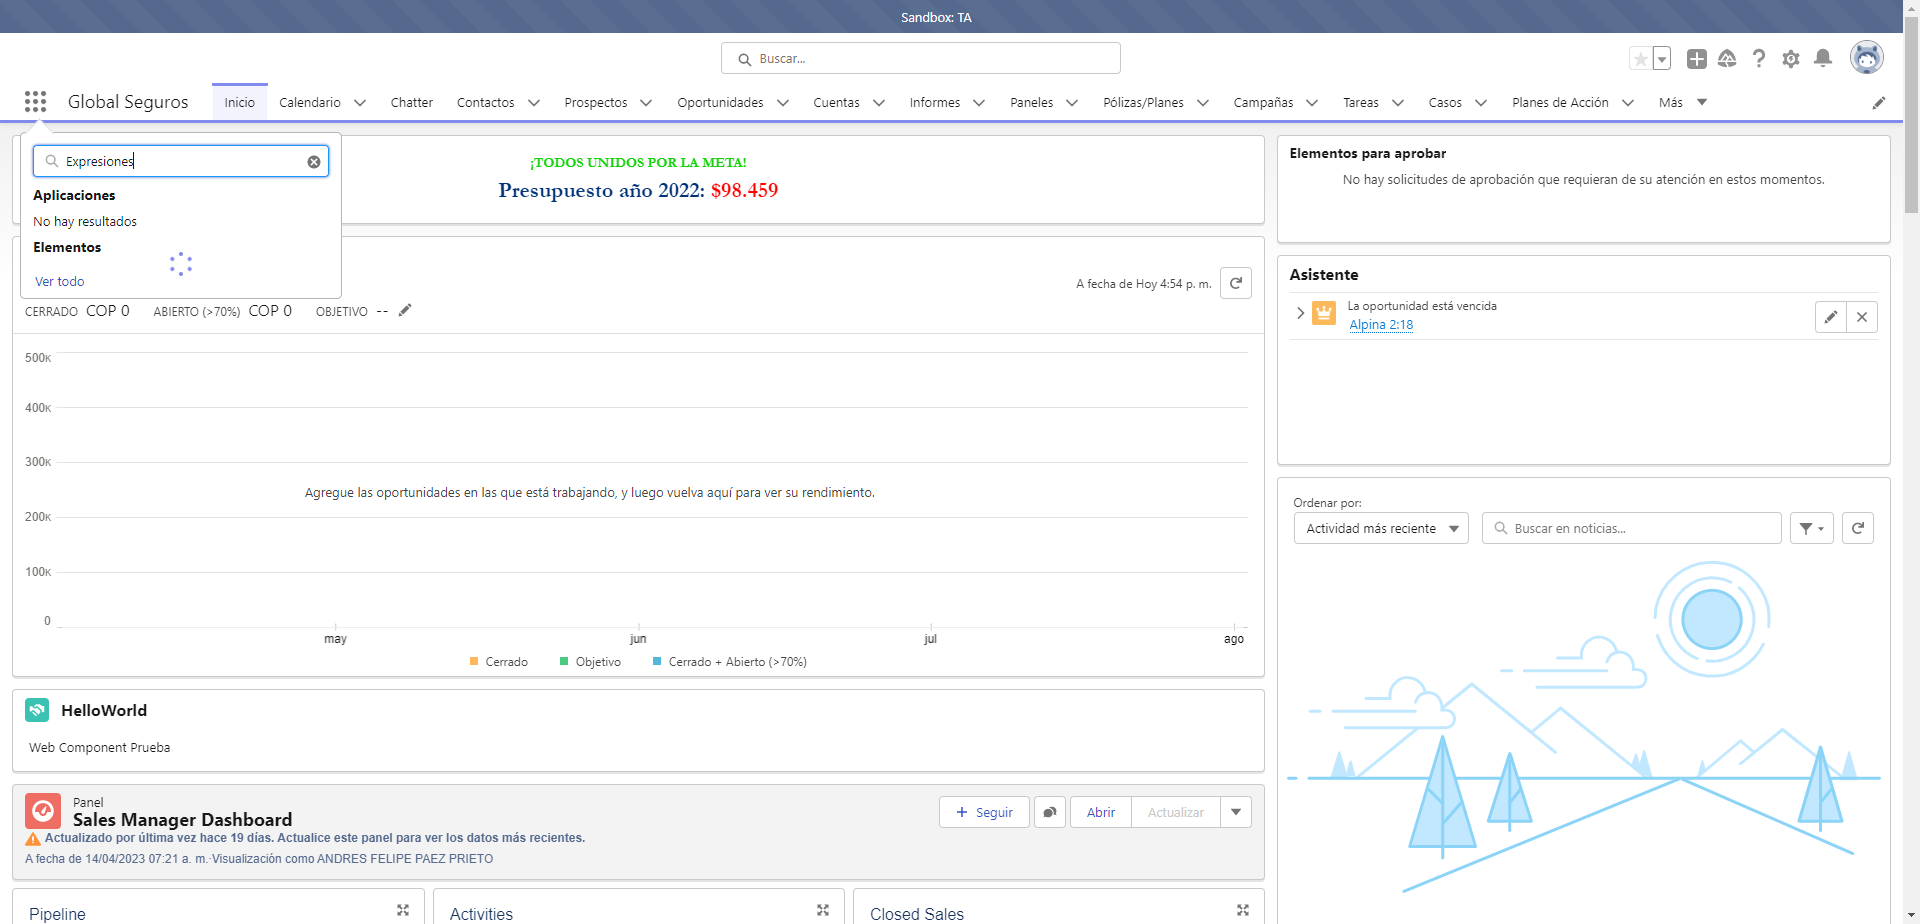 Sandbox: TA
Buscar...
Global Seguros
Inicio
Calendario
Chatter
Contactos
Prospectos
Oportunidades
Cuentas
Informes
Paneles
Pólizas/Planes
Campañas
Tareas
Casos
Planes de Acción
Más
Expresiones
Aplicaciones
No hay resultados
Elementos
Ver todo
¡TODOS UNIDOS POR LA META!
Presupuesto año 2022: $98.459
A fecha de Hoy 4:54 p. m.
CERRADO COP 0 ABIERTO (>70%) COP 0 OBJETIVO --
500K
400K
300K
200K
100K
0
Agregue las oportunidades en las que está trabajando, y luego vuelva aquí para ver su rendimiento.
may jun jul ago
Cerrado Objetivo Cerrado + Abierto (>70%)
HelloWorld
Web Component Prueba
Panel
Sales Manager Dashboard
Actualizado por última vez hace 19 días. Actualice este panel para ver los datos más recientes.
A fecha de 14/04/2023 07:21 a. m.·Visualización como ANDRES FELIPE PAEZ PRIETO
Seguir
Abrir
Actualizar
Pipeline
Activities
Closed Sales
Elementos para aprobar
No hay solicitudes de aprobación que requieran de su atención en estos momentos.
Asistente
La oportunidad está vencida
Alpina 2:18
Ordenar por:
Actividad más reciente
Buscar en noticias...